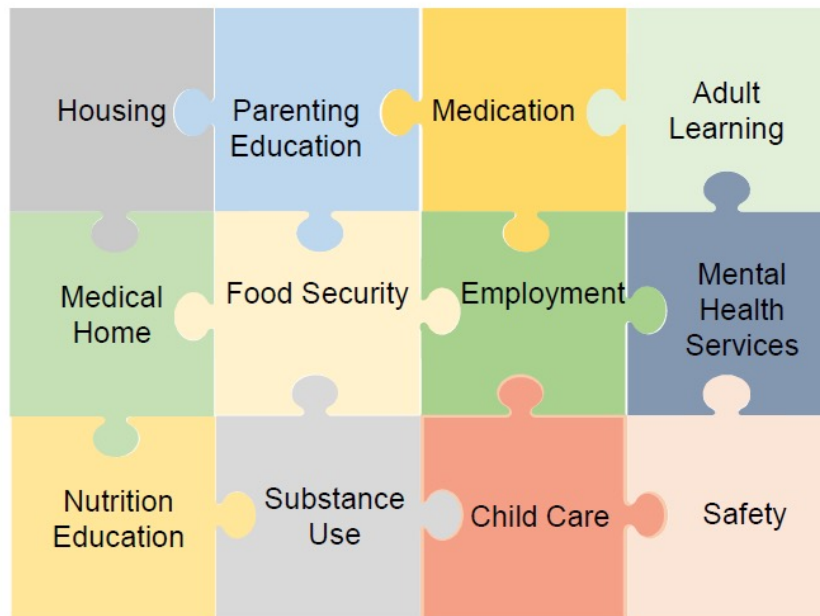 Housing
Parenting
Education
Medication
Adult
Learning
Medical
Home
Food Security
Employment
Mental
Health
Services
Nutrition
Education
Substance
Use
Child Care
Safety